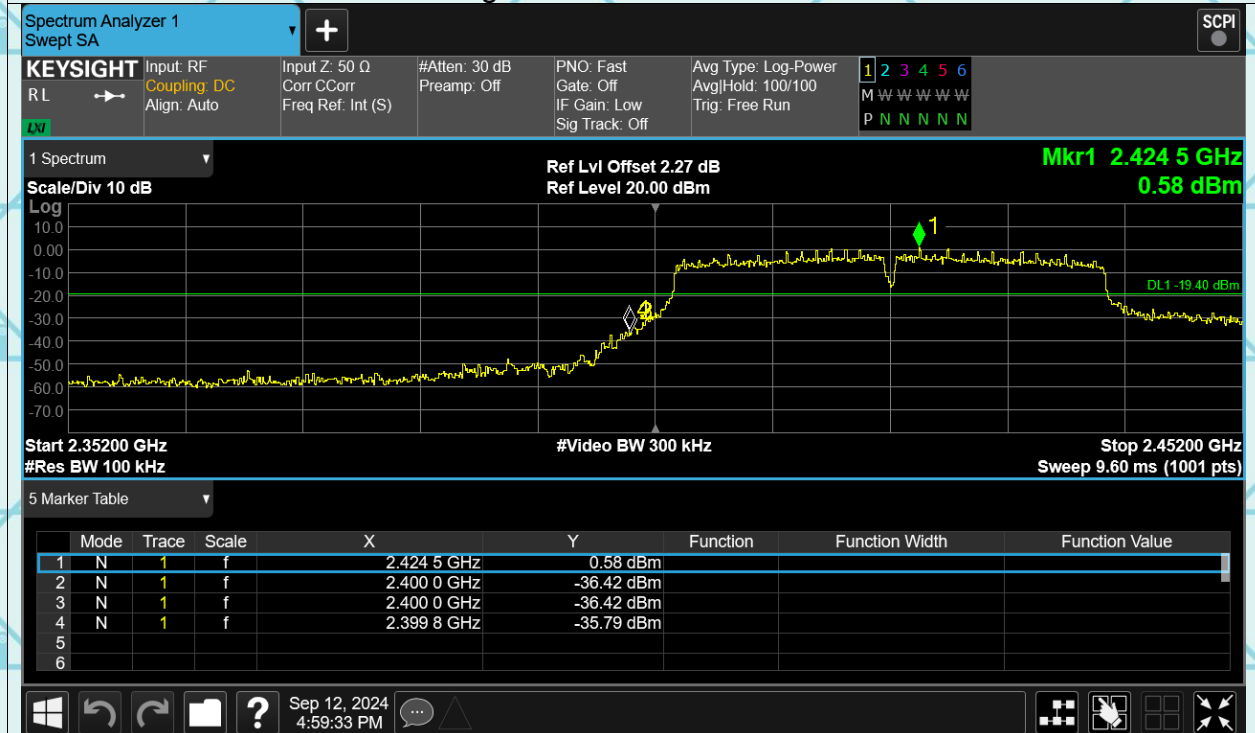 Spectrum Analyzer 1
Swept SA
+
SCPI
KEYSIGHT Input: RF Input Z: 50 Ω #Atten: 30 dB PNO: Fast Avg Type: Log-Power 1 2 3 4 5 6
RL Coupling: DC Corr CCorr Preamp: Off Gate: Off Avg|Hold: 100/100 M W W W W W
Align: Auto Freq Ref: Int (S) IF Gain: Low Trig: Free Run
LXI Sig Track: Off P N N N N N
1 Spectrum Ref Lvl Offset 2.27 dB Mkr1 2.424 5 GHz
Scale/Div 10 dB Ref Level 20.00 dBm 0.58 dBm
Log
10.0
1
0.00
-10.0
DL1 -19.40 dBm
-20.0
-30.0
-40.0
-50.0
-60.0
-70.0
Start 2.35200 GHz #Video BW 300 kHz Stop 2.45200 GHz
#Res BW 100 kHz Sweep 9.60 ms (1001 pts)
5 Marker Table
Mode Trace Scale X Y Function Function Width Function Value
1 N 1 f 2.424 5 GHz 0.58 dBm
2 N 1 f 2.400 0 GHz -36.42 dBm
3 N 1 f 2.400 0 GHz -36.42 dBm
4 N 1 f 2.399 8 GHz -35.79 dBm
5
6
? Sep 12, 2024
4:59:33 PM